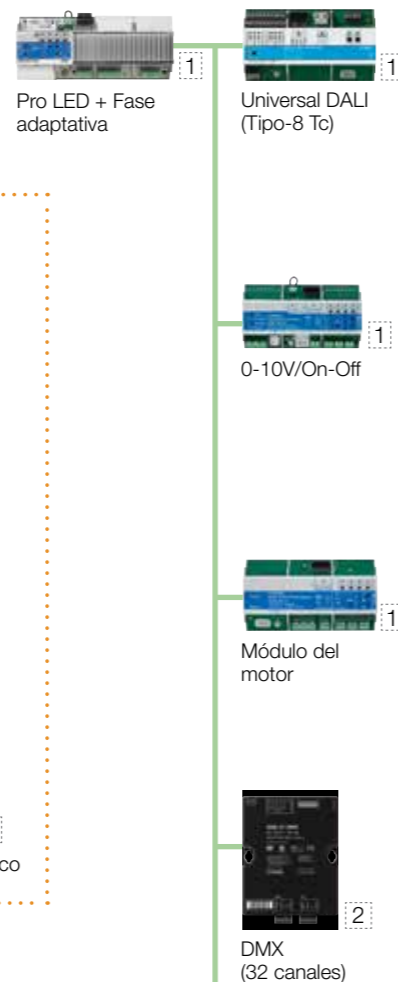 1
Pro LED + Fase
adaptativa
1
Universal DALI
(Tipo-8 Tc)
1
0-10V/On-Off
1
Módulo del
motor
co
2
DMX
(32 canales)